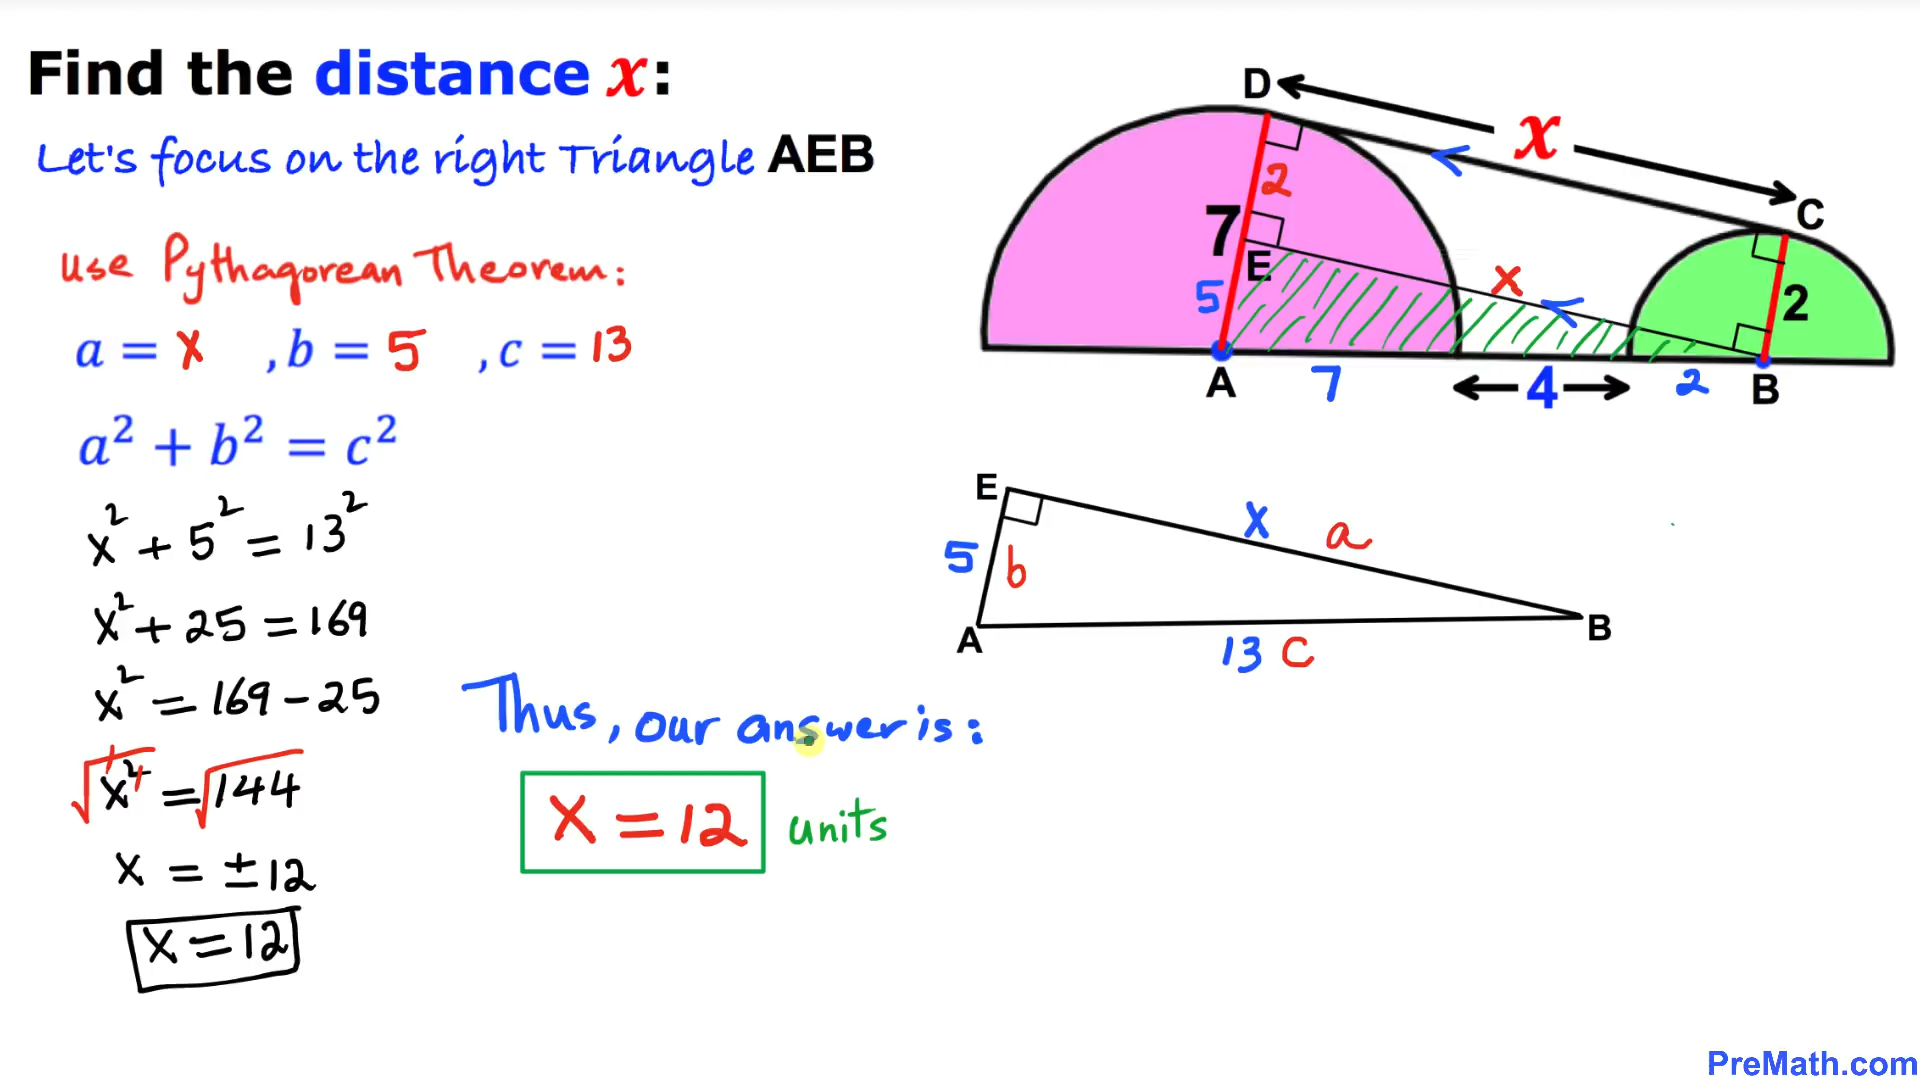 Find the distance x:
Let's focus on the right Triangle AEB
Use Pythagorean Theorem:
a = x , b = 5 , c = 13
a² + b² = c²
x² + 5² = 13²
x² + 25 = 169
x² = 169 - 25
√x² = √144
x = ±12
x = 12
Thus, our answer is:
x = 12 units
D
x
C
2
7
E
5
x
2
A
7
4
2
B
E
x a
5 b
A
B
13 c
PreMath.com